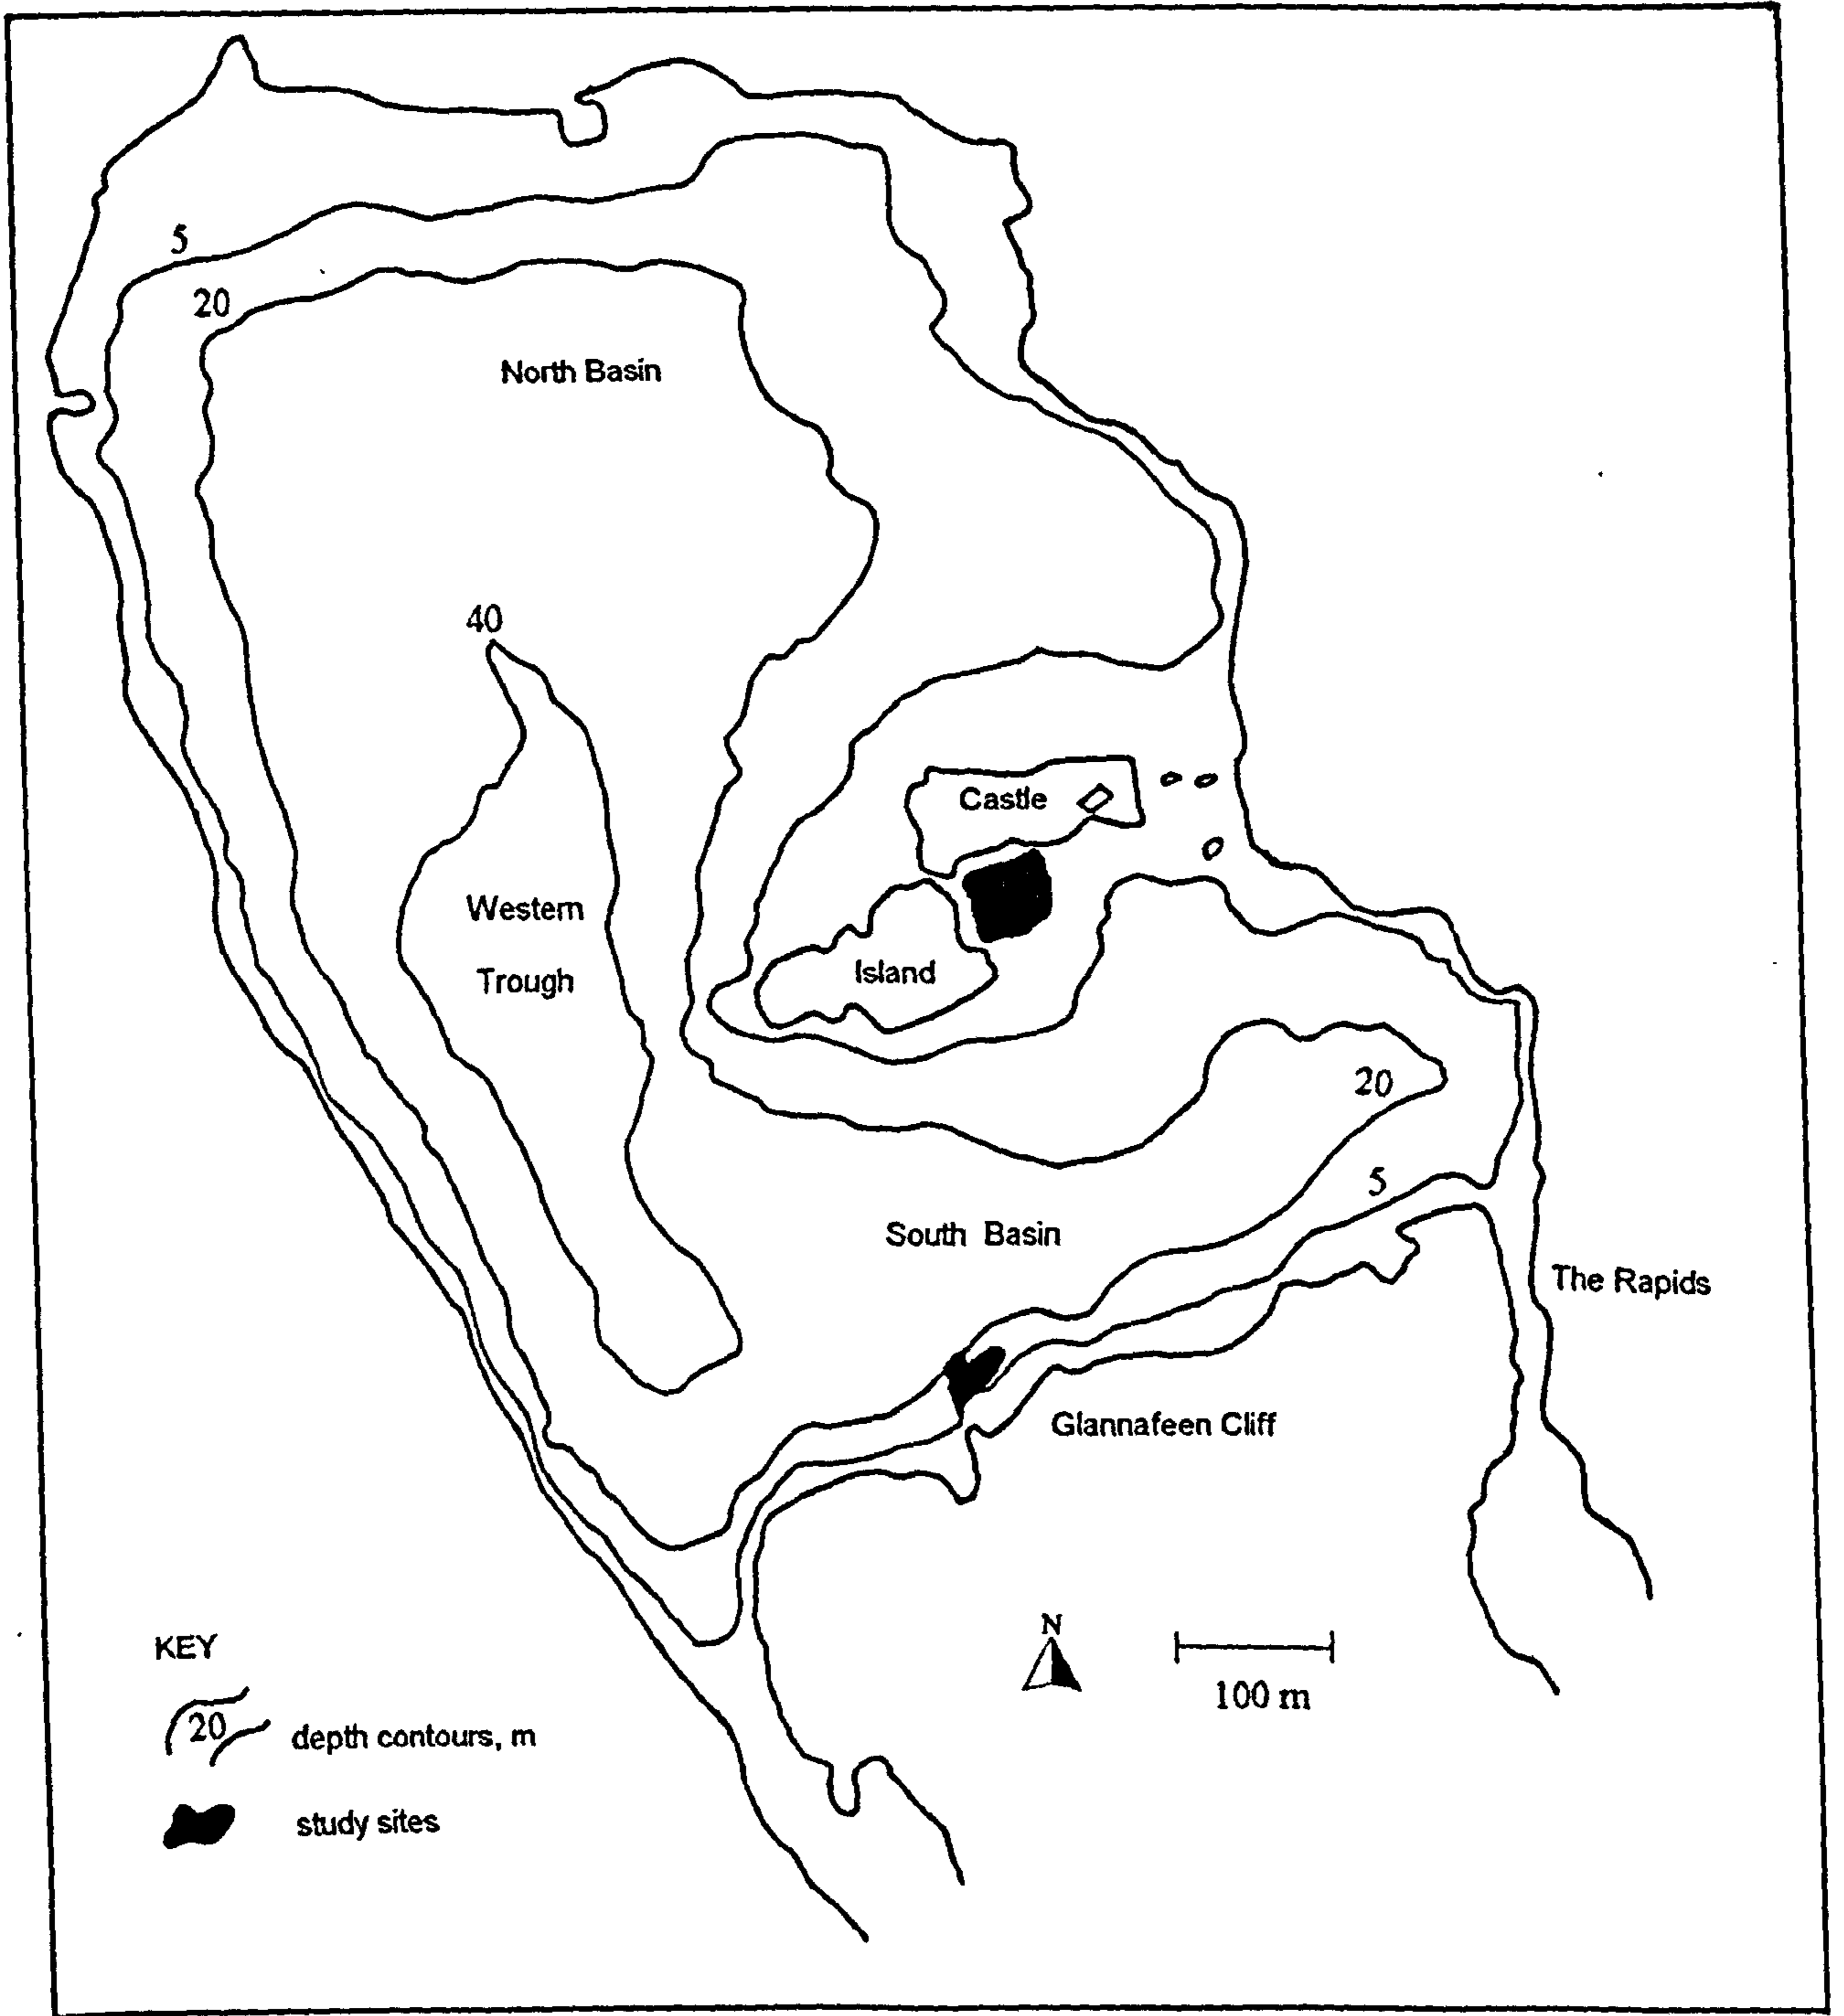 5
20
North Basin
40
Castle
Western
Trough
Island
20
5
South Basin
The Rapids
Glannafeen Cliff
N
100 m
KEY
20
depth contours, m
study sites